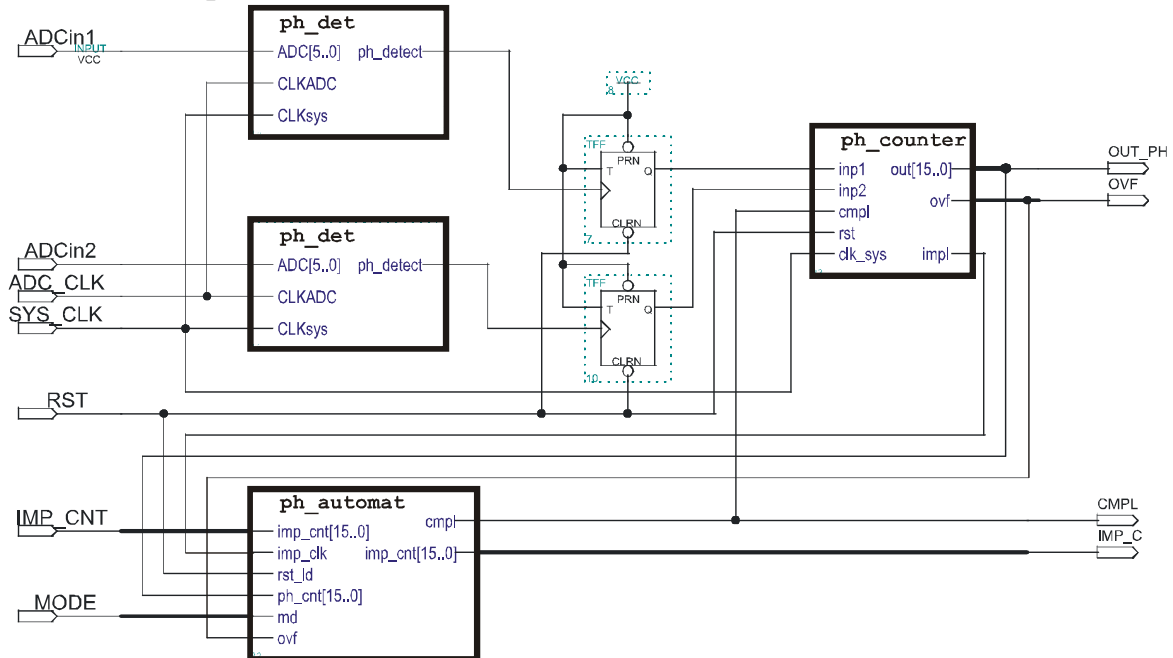 ph_det
ADCin1
INPUT
VCC
ADC[5..0] ph_detect
CLKADC
CLKsys
VCC
8
TFF
PRN
T Q
CLRN
7
ph_counter
inp1 out[15..0]
inp2 ovf
cmpl
rst
clk_sys impl
OUT_PH
OVF
ph_det
ADCin2
ADC[5..0] ph_detect
ADC_CLK
CLKADC
SYS_CLK
CLKsys
TFF
PRN
T Q
CLRN
10
RST
ph_automat
IMP_CNT
imp_cnt[15..0] cmpl
imp_clk imp_cnt[15..0]
rst_ld
ph_cnt[15..0]
MODE
md
ovf
CMPL
IMP_C